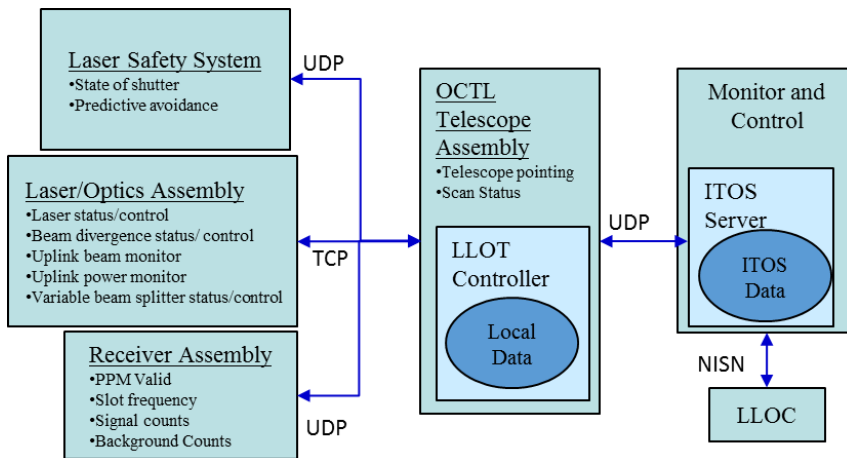 Laser Safety System
•State of shutter
•Predictive avoidance
UDP
Laser/Optics Assembly
•Laser status/control
•Beam divergence status/ control
•Uplink beam monitor
•Uplink power monitor
•Variable beam splitter status/control
TCP
Receiver Assembly
•PPM Valid
•Slot frequency
•Signal counts
•Background Counts
UDP
OCTL
Telescope
Assembly
•Telescope pointing
•Scan Status
LLOT
Controller
Local
Data
UDP
Monitor and
Control
ITOS
Server
ITOS
Data
NISN
LLOC